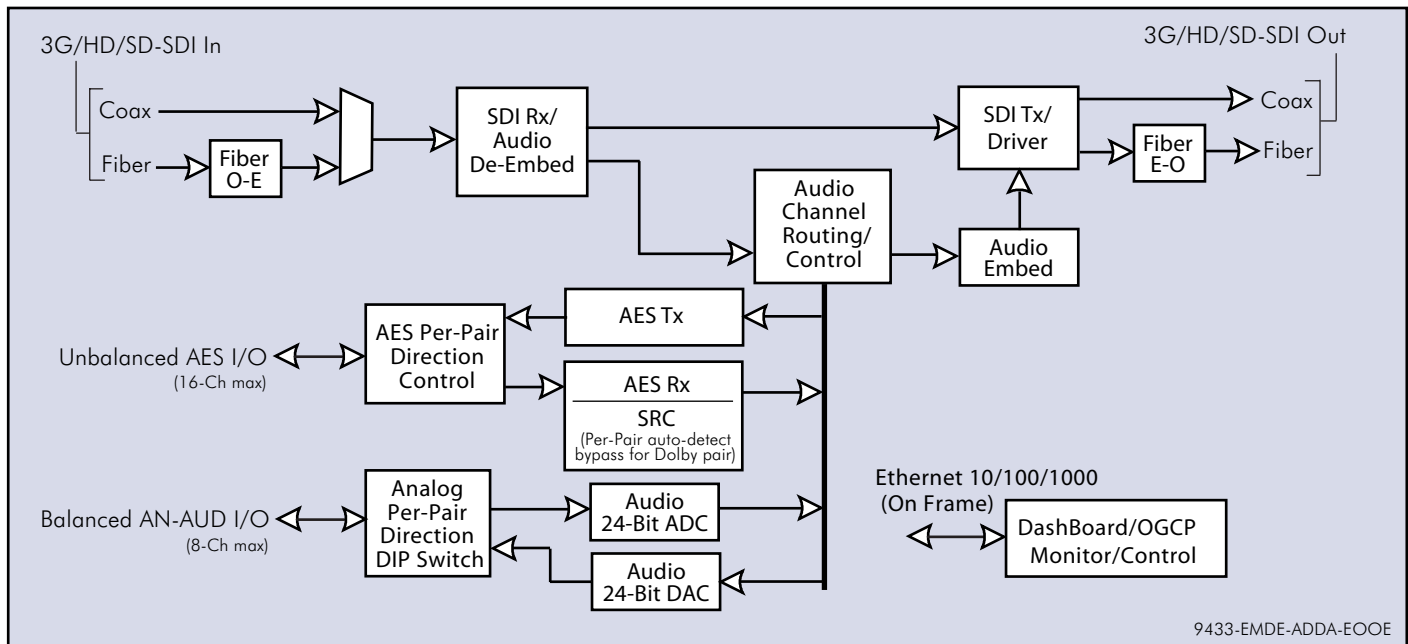 3G/HD/SD-SDI In
3G/HD/SD-SDI Out
Coax
Fiber
Fiber
O-E
SDI Rx/
Audio
De-Embed
SDI Tx/
Driver
Coax
Fiber
E-O
Fiber
Audio
Channel
Routing/
Control
Audio
Embed
Unbalanced AES I/O
(16-Ch max)
AES Per-Pair
Direction
Control
AES Tx
AES Rx
SRC
(Per-Pair auto-detect
bypass for Dolby pair)
Balanced AN-AUD I/O
(8-Ch max)
Analog
Per-Pair
Direction
DIP Switch
Audio
24-Bit ADC
Audio
24-Bit DAC
Ethernet 10/100/1000
(On Frame)
DashBoard/OGCP
Monitor/Control
9433-EMDE-ADDA-EOOE